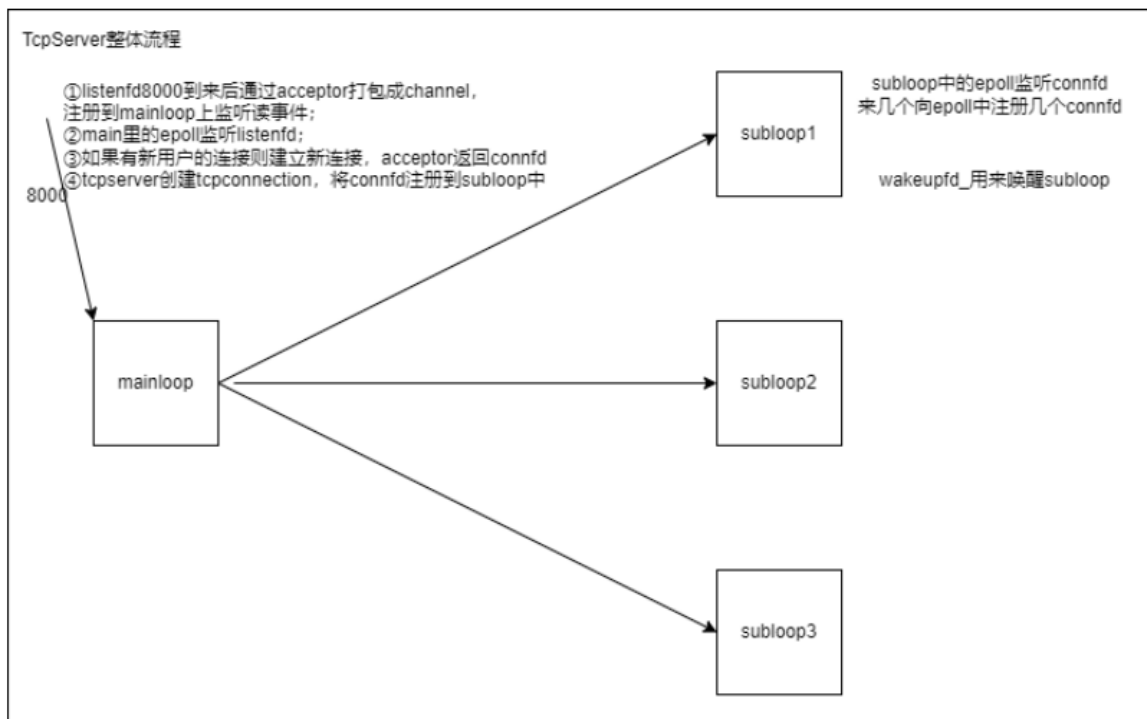 TcpServer整体流程
①listenfd8000到来后通过acceptor打包成channel，
注册到mainloop上监听读事件；
②main里的epoll监听listenfd；
③如果有新用户的连接则建立新连接，acceptor返回connfd
④tcpserver创建tcpconnection，将connfd注册到subloop中
8000
subloop1
subloop中的epoll监听connfd
来几个向epoll中注册几个connfd
wakeupfd_用来唤醒subloop
mainloop
subloop2
subloop3